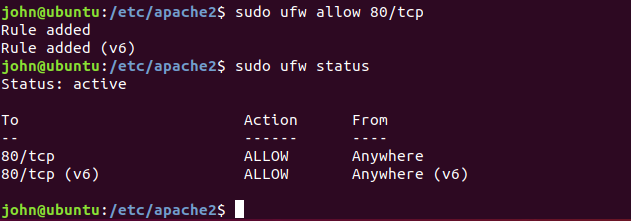 john@ubuntu:/etc/apache2$ sudo ufw allow 80/tcp
Rule added
Rule added (v6)
john@ubuntu:/etc/apache2$ sudo ufw status
Status: active
To                         Action      From
--                         ------      ----
80/tcp                     ALLOW       Anywhere
80/tcp (v6)                ALLOW       Anywhere (v6)
john@ubuntu:/etc/apache2$